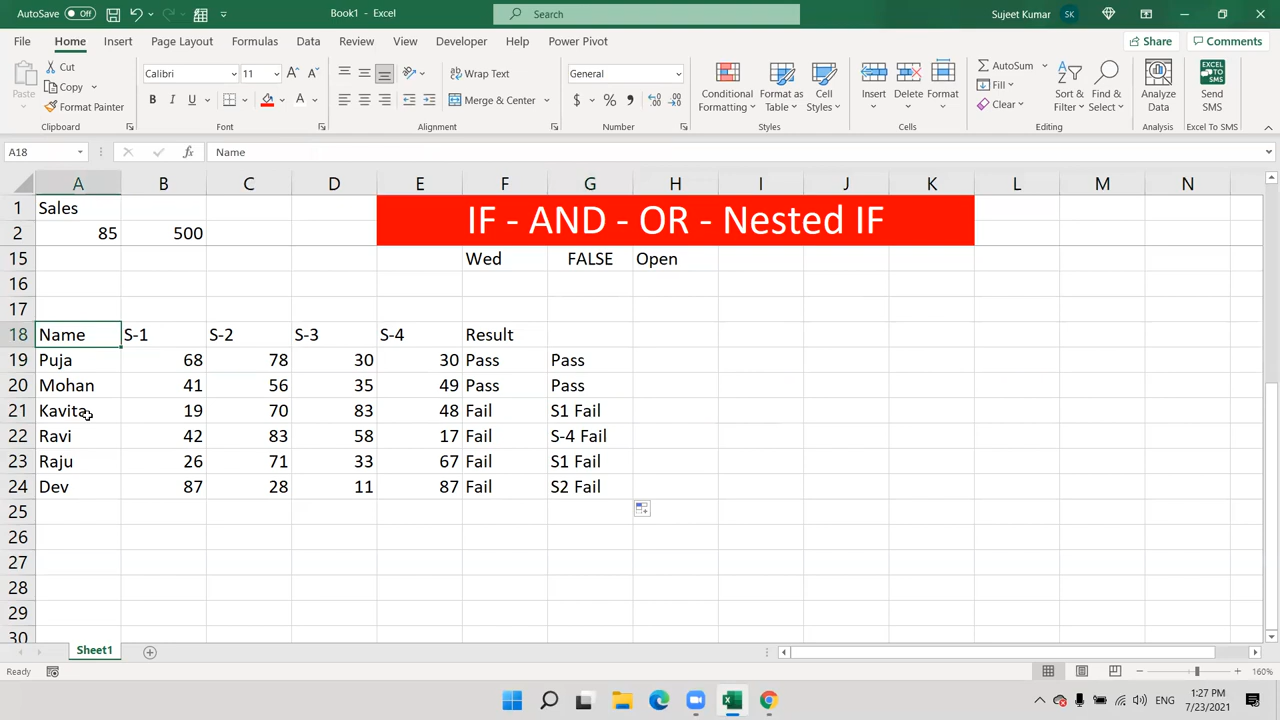 AutoSave Off Book1 - Excel Search Sujeet Kumar SK
File Home Insert Page Layout Formulas Data Review View Developer Help Power Pivot Share Comments
Paste Cut Copy Format Painter Clipboard
Calibri 11 B I U A Font
Wrap Text Merge & Center Alignment
General $ % , Number
Conditional Formatting Format as Table Cell Styles Styles
Insert Delete Format Cells
AutoSum Fill Clear Sort & Filter Find & Select Editing
Analyze Data Analysis
EXCEL TO SMS Send SMS Excel To SMS
A18 fx Name
A B C D E F G H I J K L M N
1 Sales IF - AND - OR - Nested IF
2 85 500
15 Wed FALSE Open
16
17
18 Name S-1 S-2 S-3 S-4 Result
19 Puja 68 78 30 30 Pass Pass
20 Mohan 41 56 35 49 Pass Pass
21 Kavita 19 70 83 48 Fail S1 Fail
22 Ravi 42 83 58 17 Fail S-4 Fail
23 Raju 26 71 33 67 Fail S1 Fail
24 Dev 87 28 11 87 Fail S2 Fail
25
26
27
28
29
30
Sheet1
Ready 160%
ENG 1:27 PM
7/23/2021